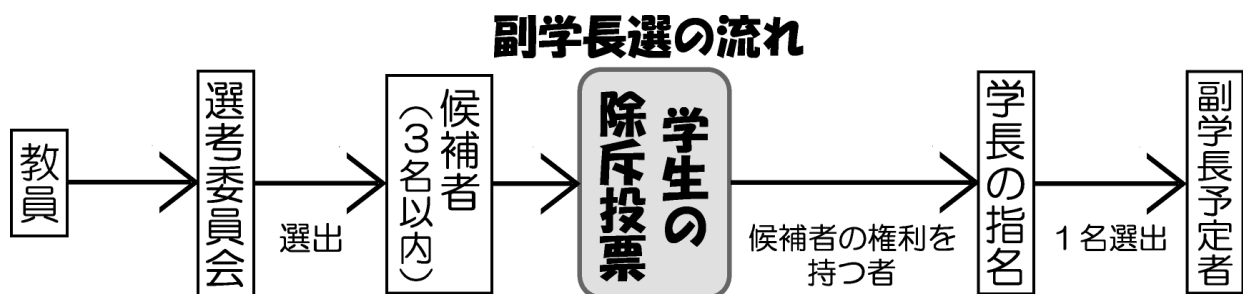 副学長選の流れ
教員
選考委員会
選出
候補者
(３名以内)
学生の
除斥投票
候補者の権利を
持つ者
学長の指名
１名選出
副学長予定者